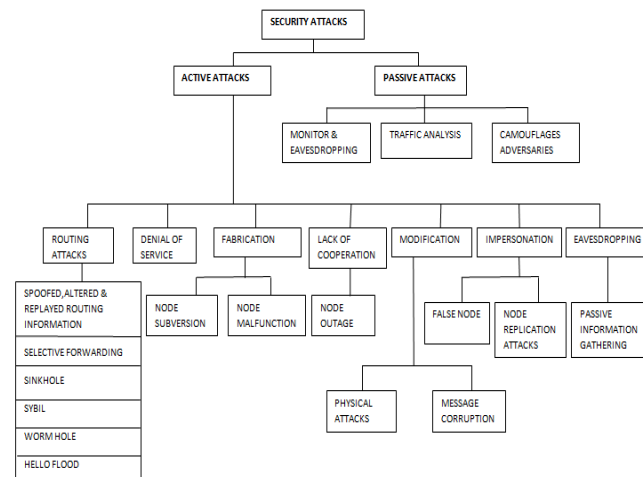 SECURITY ATTACKS
ACTIVE ATTACKS
PASSIVE ATTACKS
MONITOR &
EAVESDROPPING
TRAFFIC ANALYSIS
CAMOUFLAGES
ADVERSARIES
ROUTING
ATTACKS
DENIAL OF
SERVICE
FABRICATION
LACK OF
COOPERATION
MODIFICATION
IMPERSONATION
EAVESDROPPING
SPOOFED,ALTERED &
REPLAYED ROUTING
INFORMATION
SELECTIVE FORWARDING
SINKHOLE
SYBIL
WORM HOLE
HELLO FLOOD
NODE
SUBVERSION
NODE
MALFUNCTION
NODE
OUTAGE
FALSE NODE
NODE
REPLICATION
ATTACKS
PASSIVE
INFORMATION
GATHERING
PHYSICAL
ATTACKS
MESSAGE
CORRUPTION